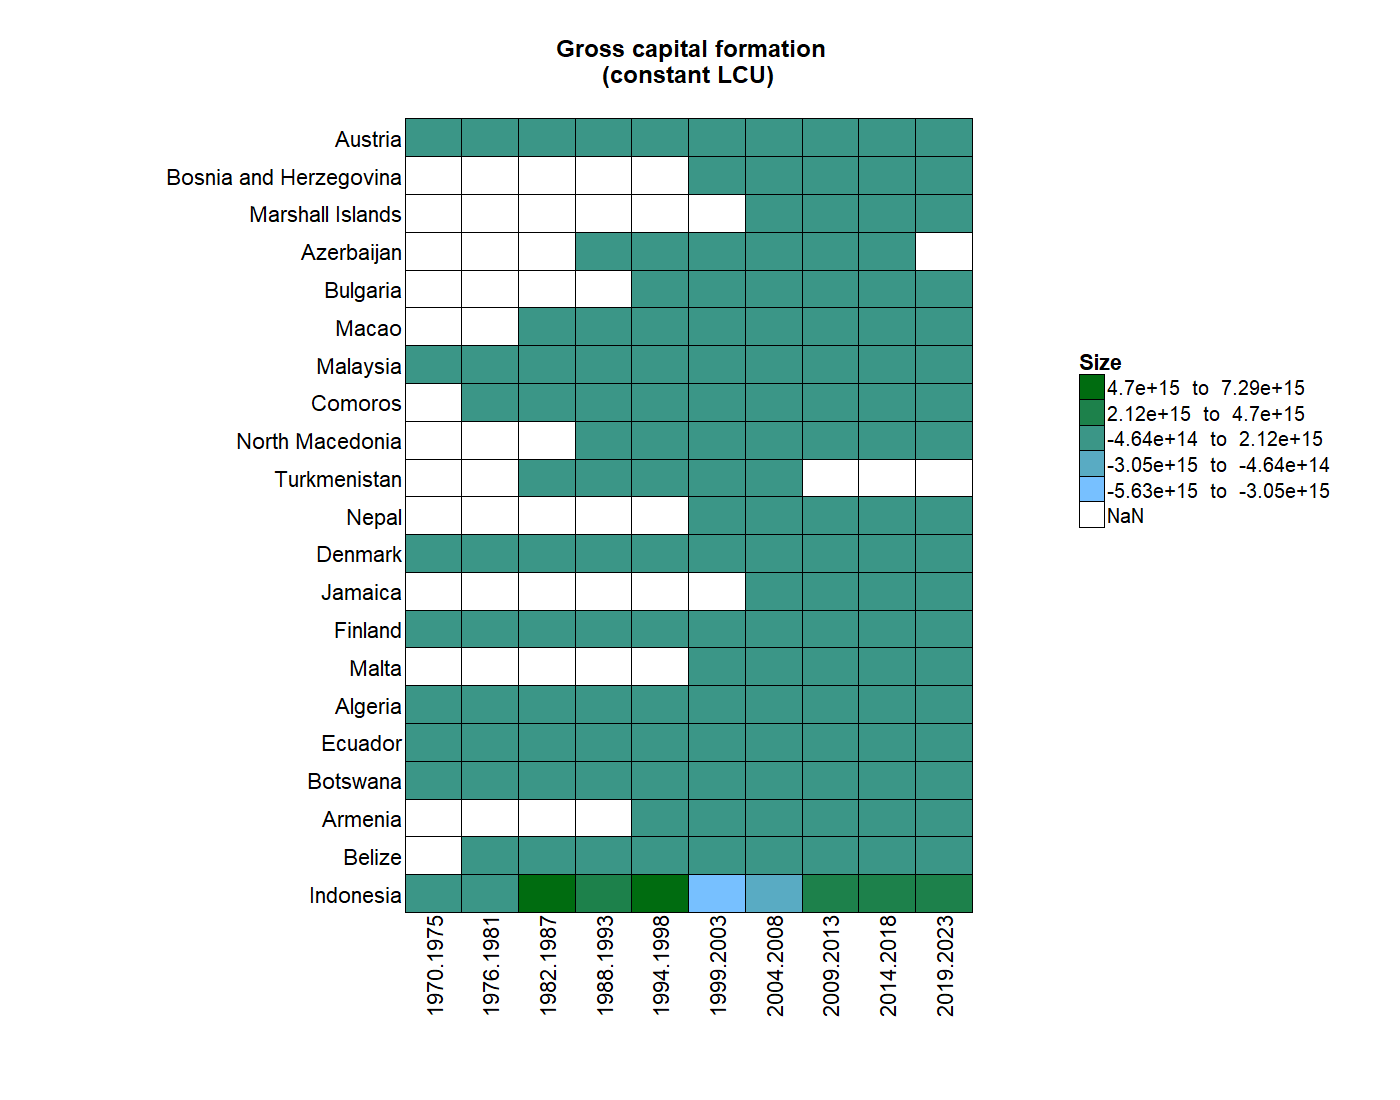 Gross capital formation
(constant LCU)
Austria
Bosnia and Herzegovina
Marshall Islands
Azerbaijan
Bulgaria
Macao
Malaysia
Comoros
North Macedonia
Turkmenistan
Nepal
Denmark
Jamaica
Finland
Malta
Algeria
Ecuador
Botswana
Armenia
Belize
Indonesia
1970.1975
1976.1981
1982.1987
1988.1993
1994.1998
1999.2003
2004.2008
2009.2013
2014.2018
2019.2023
Size
4.7e+15 to 7.29e+15
2.12e+15 to 4.7e+15
-4.64e+14 to 2.12e+15
-3.05e+15 to -4.64e+14
-5.63e+15 to -3.05e+15
NaN